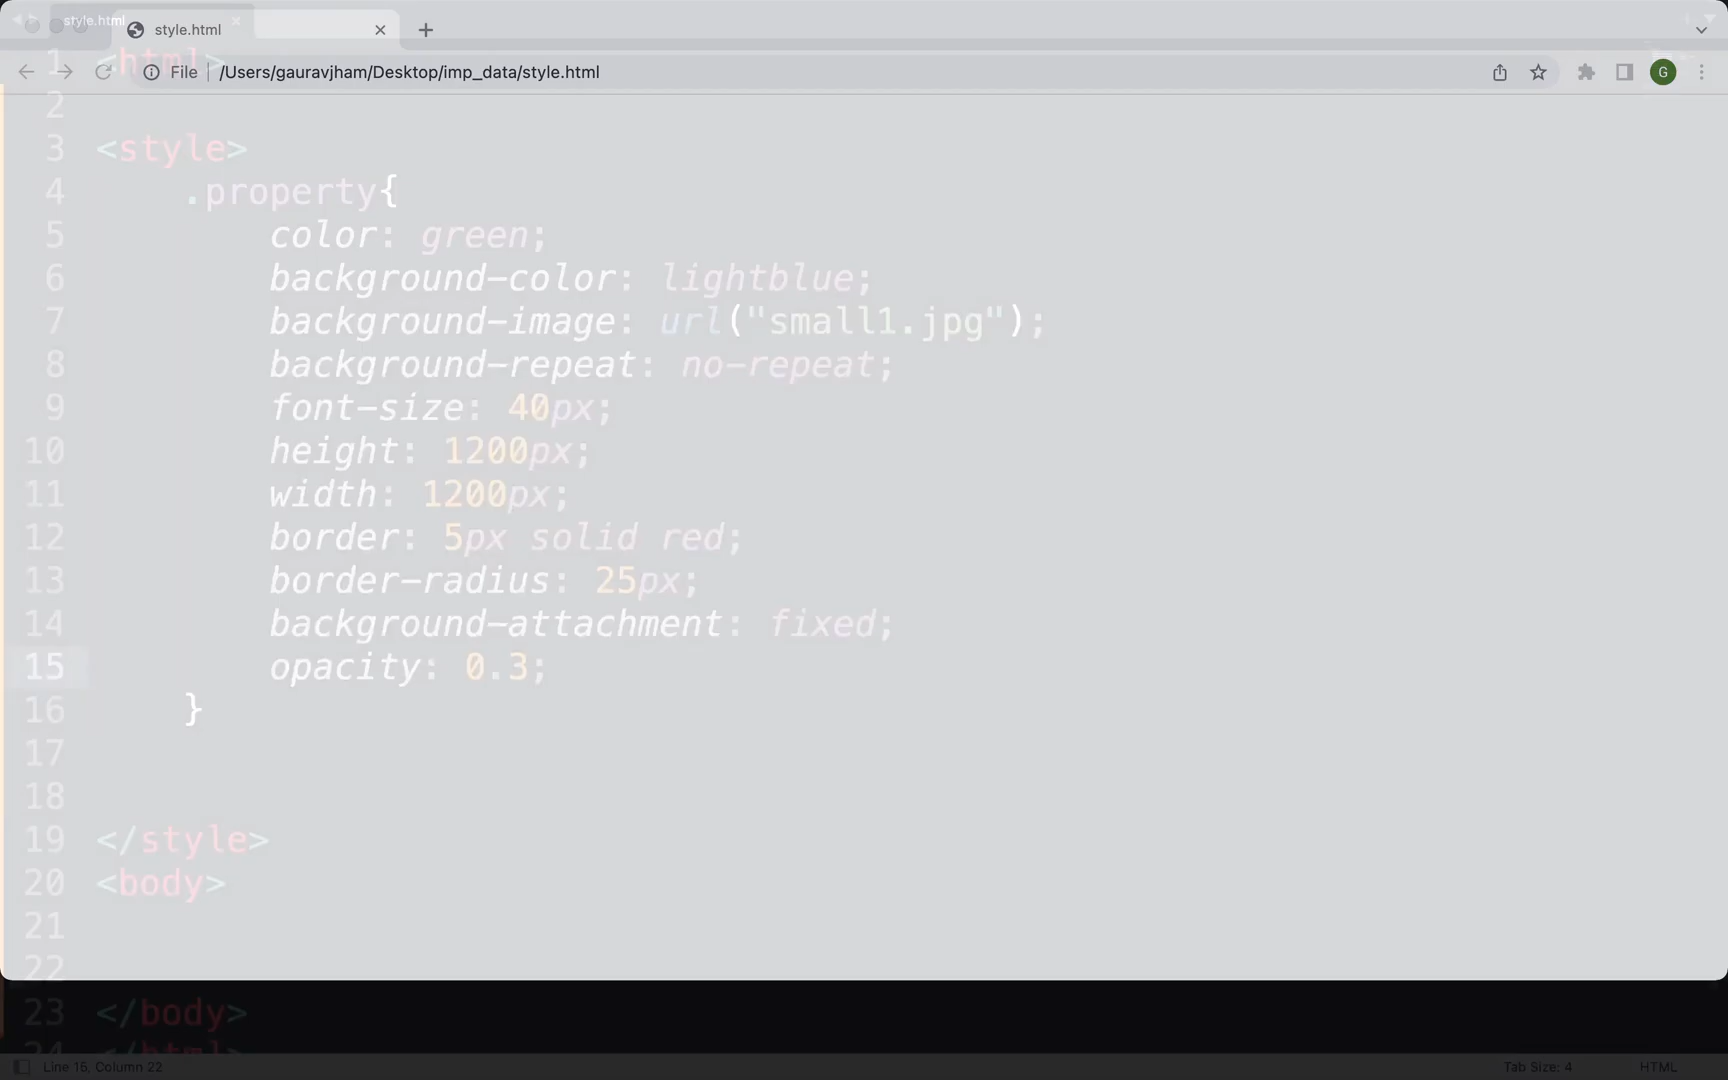 style.html
style.html
File | /Users/gauravjham/Desktop/imp_data/style.html
G
1 <html>
2
3 <style>
4 .property{
5 color: green;
6 background-color: lightblue;
7 background-image: url("small1.jpg");
8 background-repeat: no-repeat;
9 font-size: 40px;
10 height: 1200px;
11 width: 1200px;
12 border: 5px solid red;
13 border-radius: 25px;
14 background-attachment: fixed;
15 opacity: 0.3;
16 }
17
18
19 </style>
20 <body>
21
22
23 </body>
24 </html>
Line 15, Column 22
Tab Size: 4
HTML